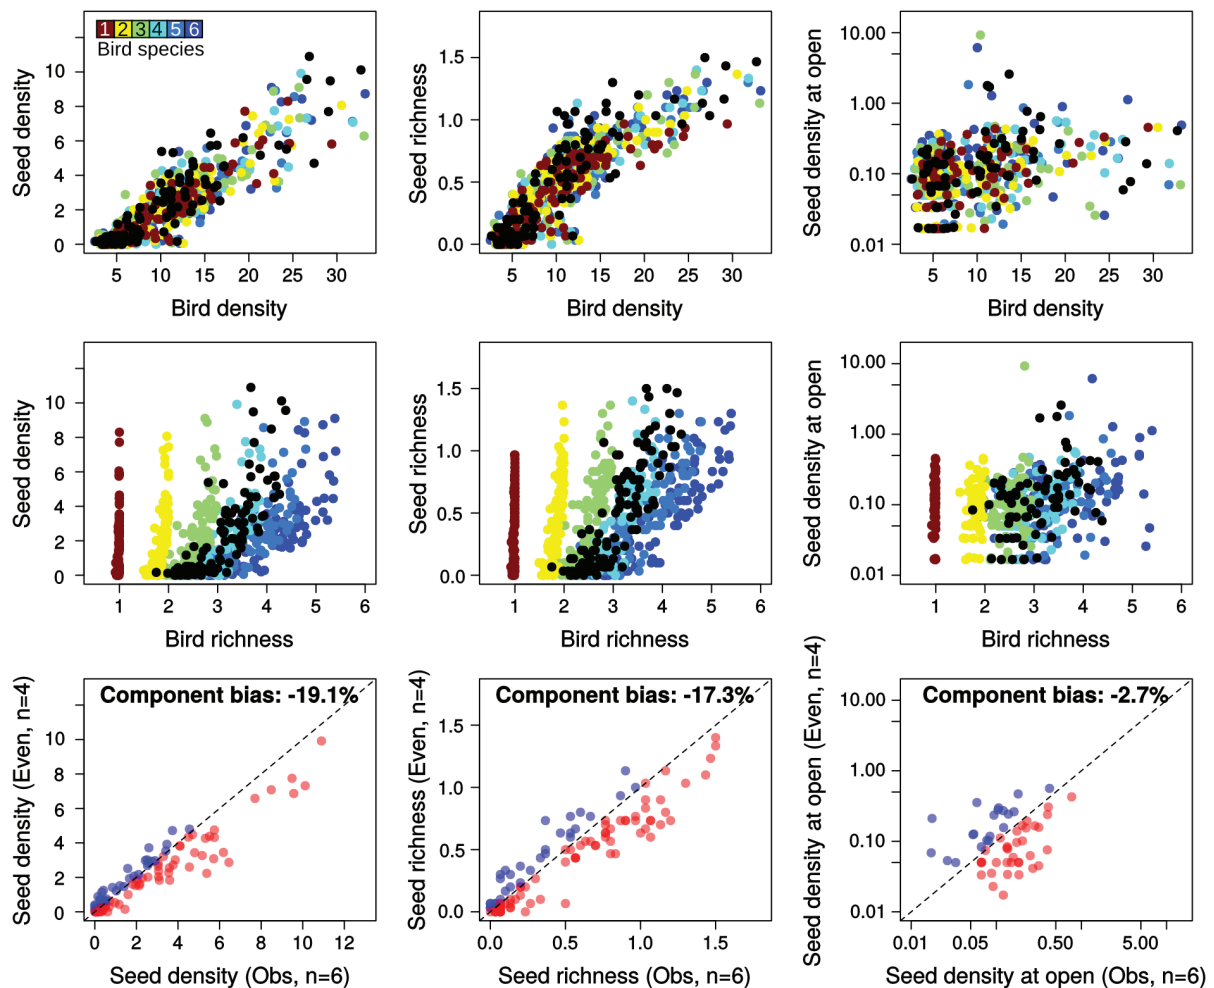 1 2 3 4 5 6
Bird species
Seed density
0 2 4 6 8 10
5 10 15 20 25 30
Bird density
Seed richness
0.0 0.5 1.0 1.5
5 10 15 20 25 30
Bird density
Seed density at open
0.01 0.10 1.00 10.00
5 10 15 20 25 30
Bird density
Seed density
0 2 4 6 8 10
1 2 3 4 5 6
Bird richness
Seed richness
0.0 0.5 1.0 1.5
1 2 3 4 5 6
Bird richness
Seed density at open
0.01 0.10 1.00 10.00
1 2 3 4 5 6
Bird richness
Component bias: -19.1%
Seed density (Even, n=4)
0 2 4 6 8 10
0 2 4 6 8 10 12
Seed density (Obs, n=6)
Component bias: -17.3%
Seed richness (Even, n=4)
0.0 0.5 1.0 1.5
0.0 0.5 1.0 1.5
Seed richness (Obs, n=6)
Component bias: -2.7%
Seed density at open (Even, n=4)
0.01 0.10 1.00 10.00
0.01 0.05 0.50 5.00
Seed density at open (Obs, n=6)